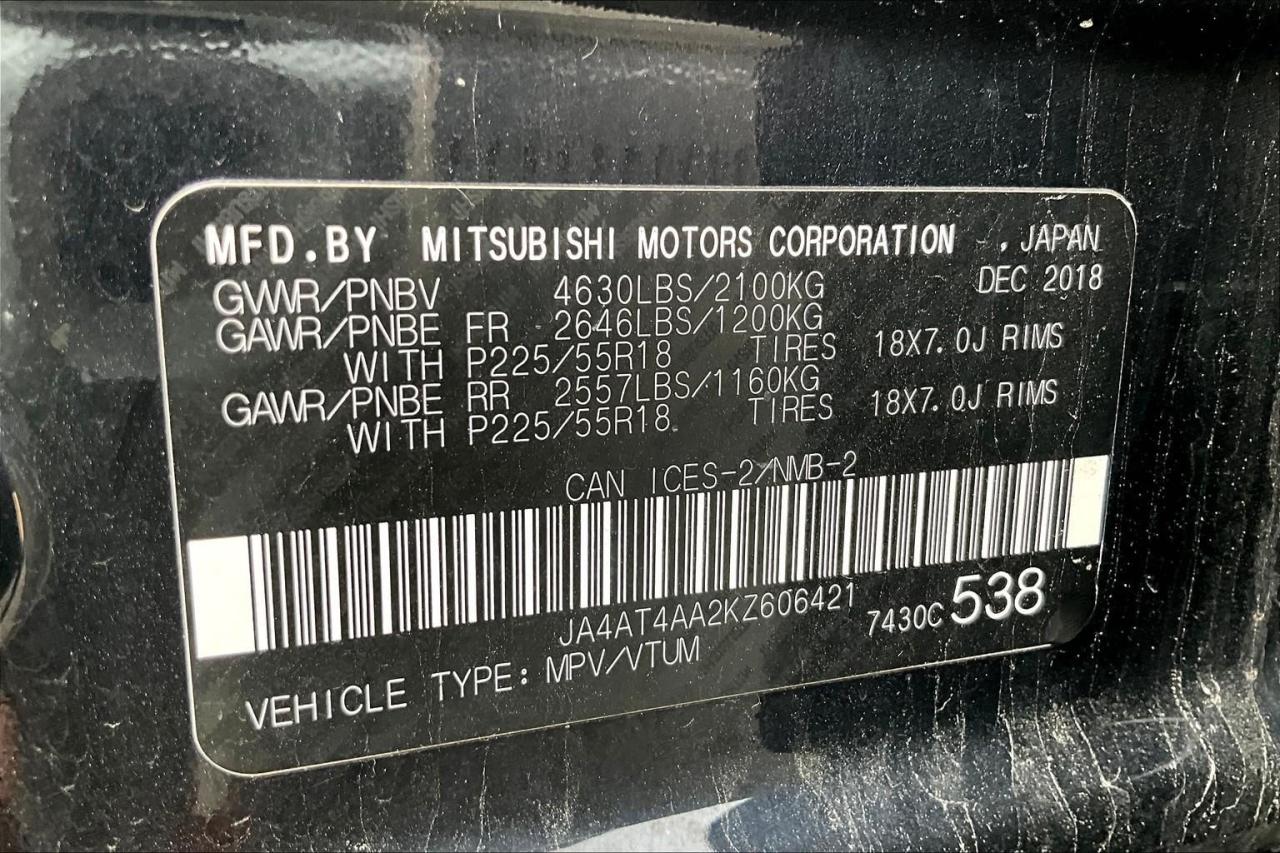 MFD.BY MITSUBISHI MOTORS CORPORATION , JAPAN
DEC 2018
GVWR/PNBV 4630LBS/2100KG
GAWR/PNBE FR 2646LBS/1200KG
WITH P225/55R18 TIRES 18X7.0J RIMS
GAWR/PNBE RR 2557LBS/1160KG
WITH P225/55R18 TIRES 18X7.0J RIMS
CAN ICES-2/NMB-2
JA4AT4AA2KZ606421
7430C 538
VEHICLE TYPE: MPV/VTUM